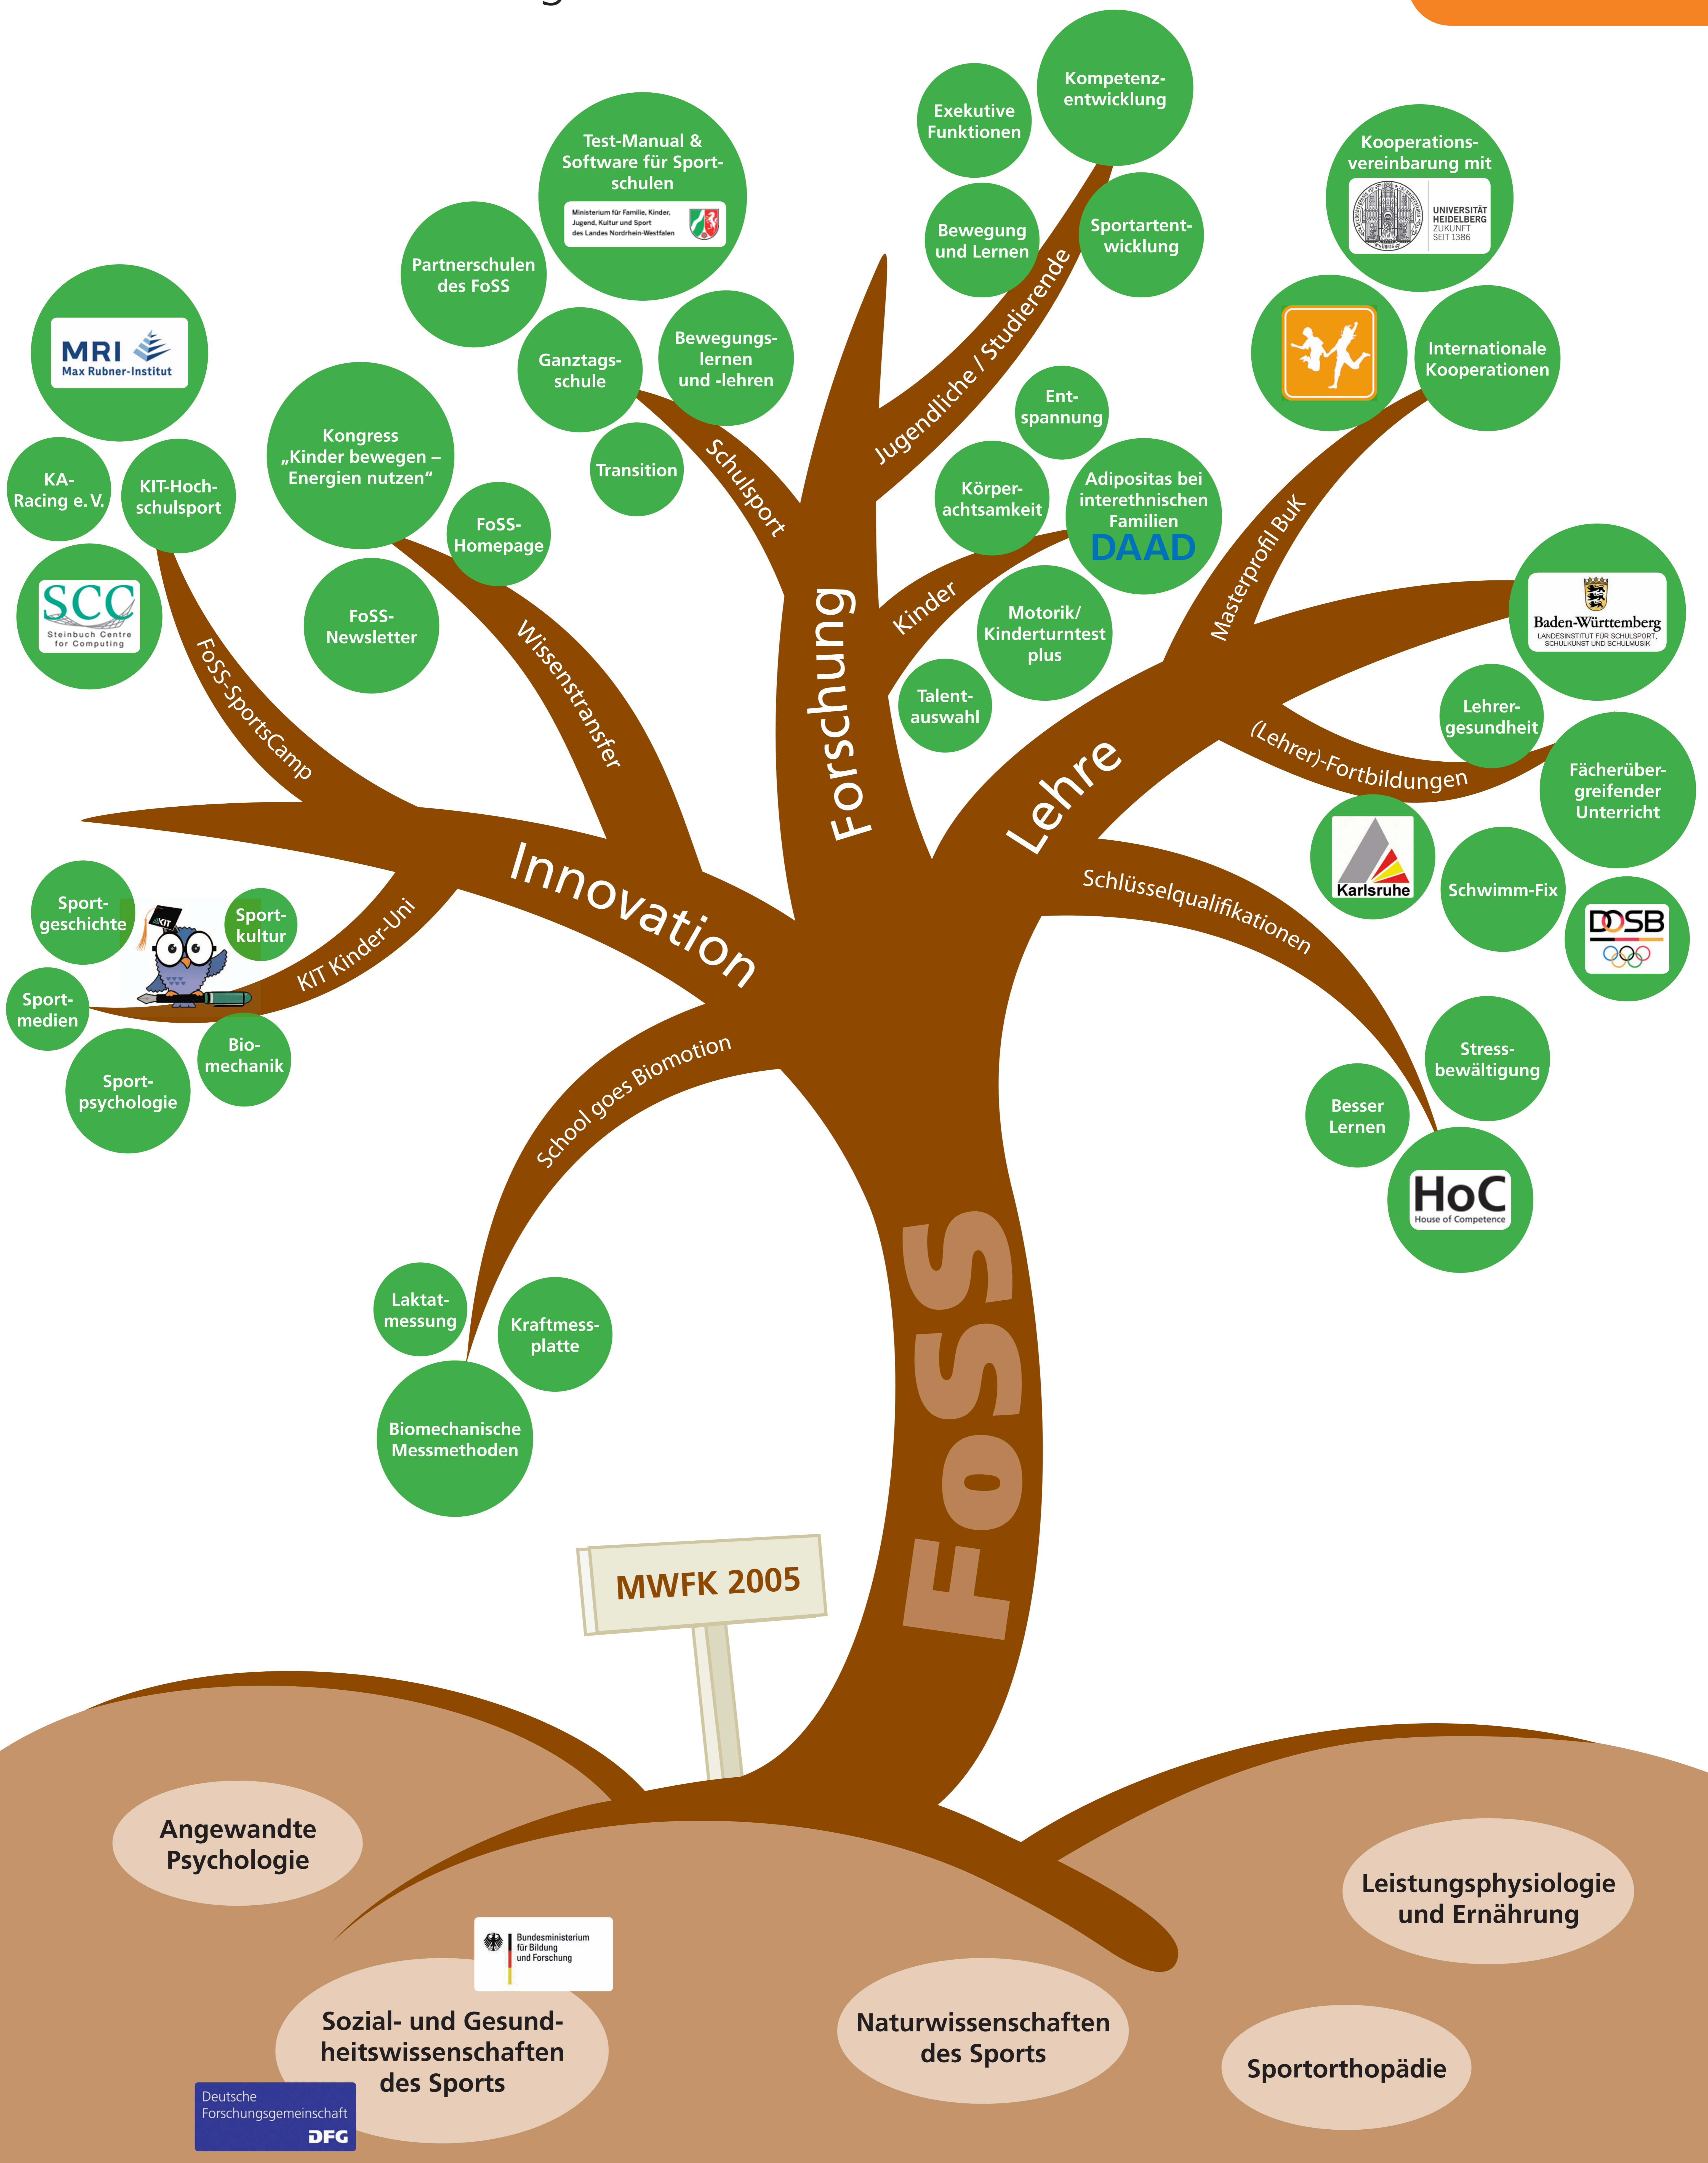 Kompetenz-
entwicklung
Exekutive
Funktionen
Bewegung
und Lernen
Sportartent-
wicklung
Jugendliche / Studierende
Test-Manual &
Software für Sport-
schulen
Ministerium für Familie, Kinder,
Jugend, Kultur und Sport
des Landes Nordrhein-Westfalen
Partnerschulen
des FoSS
Ganztags-
schule
Bewegungs-
lernen
und -lehren
Transition
Schulsport
Kooperations-
vereinbarung mit
UNIVERSITÄT
HEIDELBERG
ZUKUNFT
SEIT 1386
Internationale
Kooperationen
Masterprofil BuK
MRI
Max Rubner-Institut
KA-
Racing e. V.
KIT-Hoch-
schulsport
SCC
Steinbuch Centre
for Computing
FoSS-SportsCamp
Kongress
„Kinder bewegen –
Energien nutzen“
FoSS-
Homepage
FoSS-
Newsletter
Wissenstransfer
Ent-
spannung
Körper-
achtsamkeit
Adipositas bei
interethnischen
Familien
DAAD
Kinder
Motorik/
Kinderturntest
plus
Talent-
auswahl
Forschung
Baden-Württemberg
LANDESINSTITUT FÜR SCHULSPORT,
SCHULKUNST UND SCHULMUSIK
Lehrer-
gesundheit
(Lehrer)-Fortbildungen
Fächerüber-
greifender
Unterricht
Karlsruhe
Schwimm-Fix
DOSB
Lehre
Schlüsselqualifikationen
Stress-
bewältigung
Besser
Lernen
HoC
House of Competence
Innovation
Sport-
geschichte
KIT
Sport-
kultur
Sport-
medien
Sport-
psychologie
Bio-
mechanik
KIT Kinder-Uni
School goes Biomotion
Laktat-
messung
Kraftmess-
platte
Biomechanische
Messmethoden
FoSS
MWFK 2005
Angewandte
Psychologie
Leistungsphysiologie
und Ernährung
Bundesministerium
für Bildung
und Forschung
Sozial- und Gesund-
heitswissenschaften
des Sports
Naturwissenschaften
des Sports
Sportorthopädie
Deutsche
Forschungsgemeinschaft
DFG